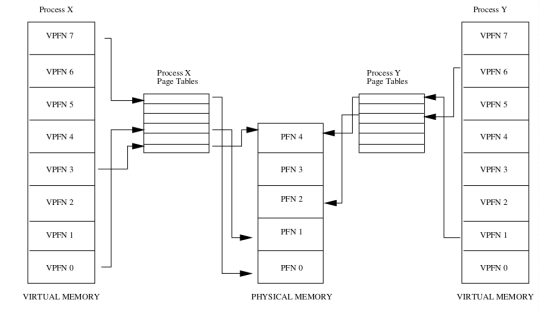 Process X
Process Y
VPFN 7
VPFN 6
VPFN 5
VPFN 4
VPFN 3
VPFN 2
VPFN 1
VPFN 0
VIRTUAL MEMORY
Process X
Page Tables
PFN 4
PFN 3
PFN 2
PFN 1
PFN 0
PHYSICAL MEMORY
Process Y
Page Tables
VPFN 7
VPFN 6
VPFN 5
VPFN 4
VPFN 3
VPFN 2
VPFN 1
VPFN 0
VIRTUAL MEMORY